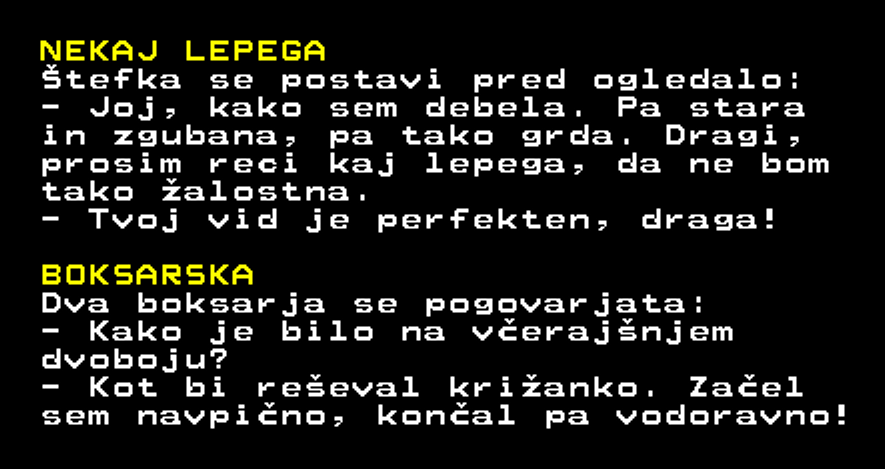 NEKAJ LEPEGA
Štefka se postavi pred ogledalo:
- Joj, kako sem debela. Pa stara
in zgubana, pa tako grda. Dragi,
prosim reci kaj lepega, da ne bom
tako žalostna.
- Tvoj vid je perfekten, draga!
BOKSARSKA
Dva boksarja se pogovarjata:
- Kako je bilo na včerajšnjem
dvoboju?
- Kot bi reševal križanko. Začel
sem navpično, končal pa vodoravno!